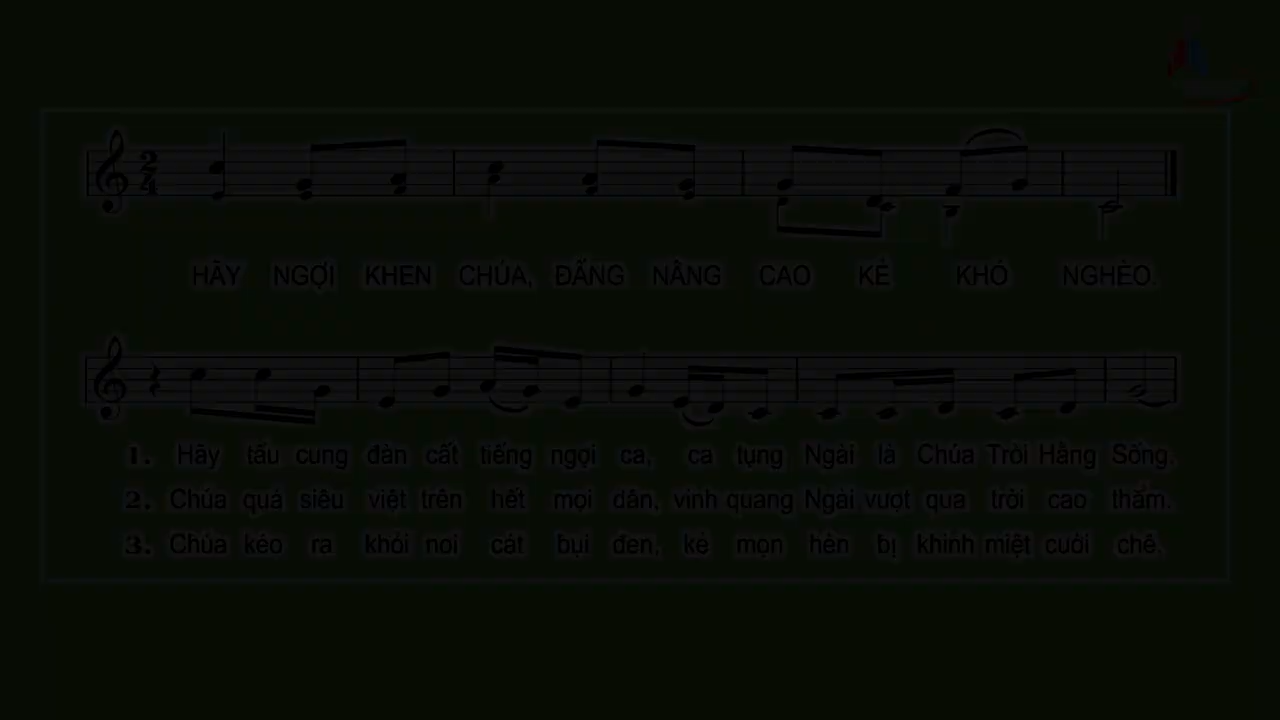 2
4
HÃY NGỢI KHEN CHÚA, ĐẤNG NÂNG CAO KẺ KHÓ NGHÈO.
1. Hãy tấu cung đàn cất tiếng ngợi ca, ca tụng Ngài là Chúa Trời Hằng Sống.
2. Chúa quá siêu việt trên hết mọi dân, vinh quang Ngài vượt qua trời cao thẳm.
3. Chúa kéo ra khỏi nơi cát bụi đen, kẻ mọn hèn bị khinh miệt cười chê.